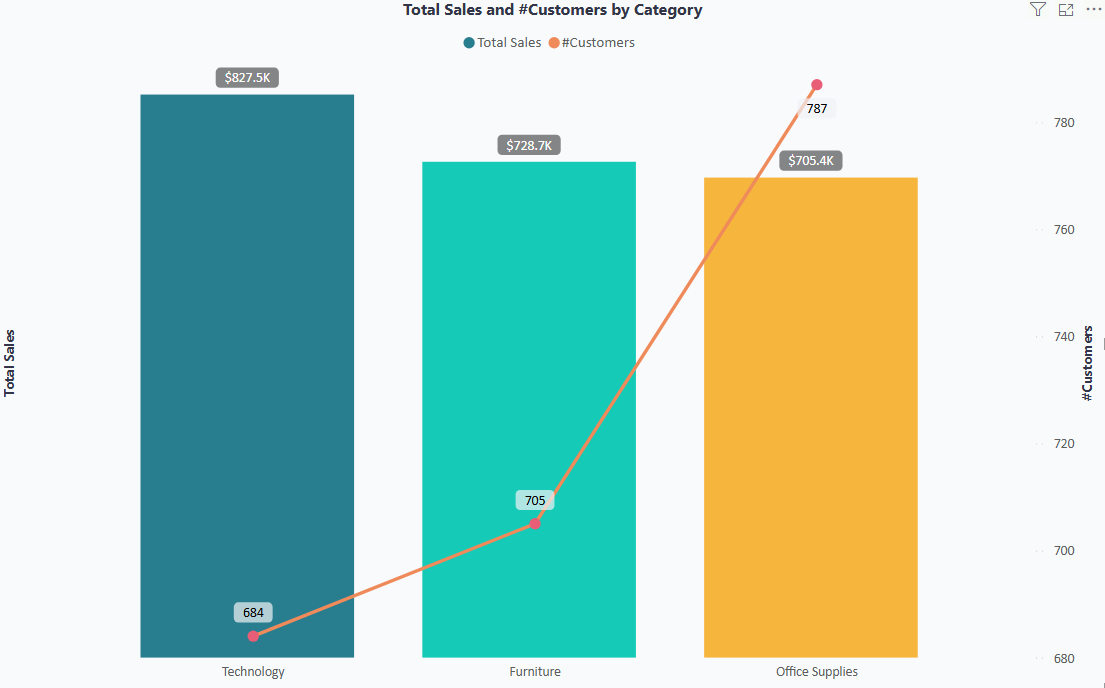 Total Sales and #Customers by Category
Total Sales #Customers
$827.5K
$728.7K
$705.4K
787
705
684
Total Sales
780
760
740
720
700
680
#Customers
Technology
Furniture
Office Supplies